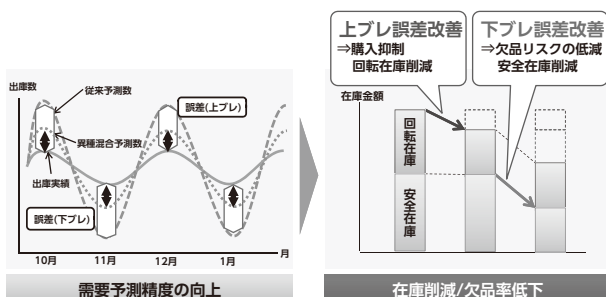 出庫数
従来予測数
誤差(上ブレ)
異種混合予測数
出庫実績
誤差(下ブレ)
10月
11月
12月
1月
月
需要予測精度の向上
上ブレ誤差改善
⇒購入抑制
回転在庫削減
下ブレ誤差改善
⇒欠品リスクの低減
安全在庫削減
在庫金額
回転在庫
安全在庫
在庫削減/欠品率低下